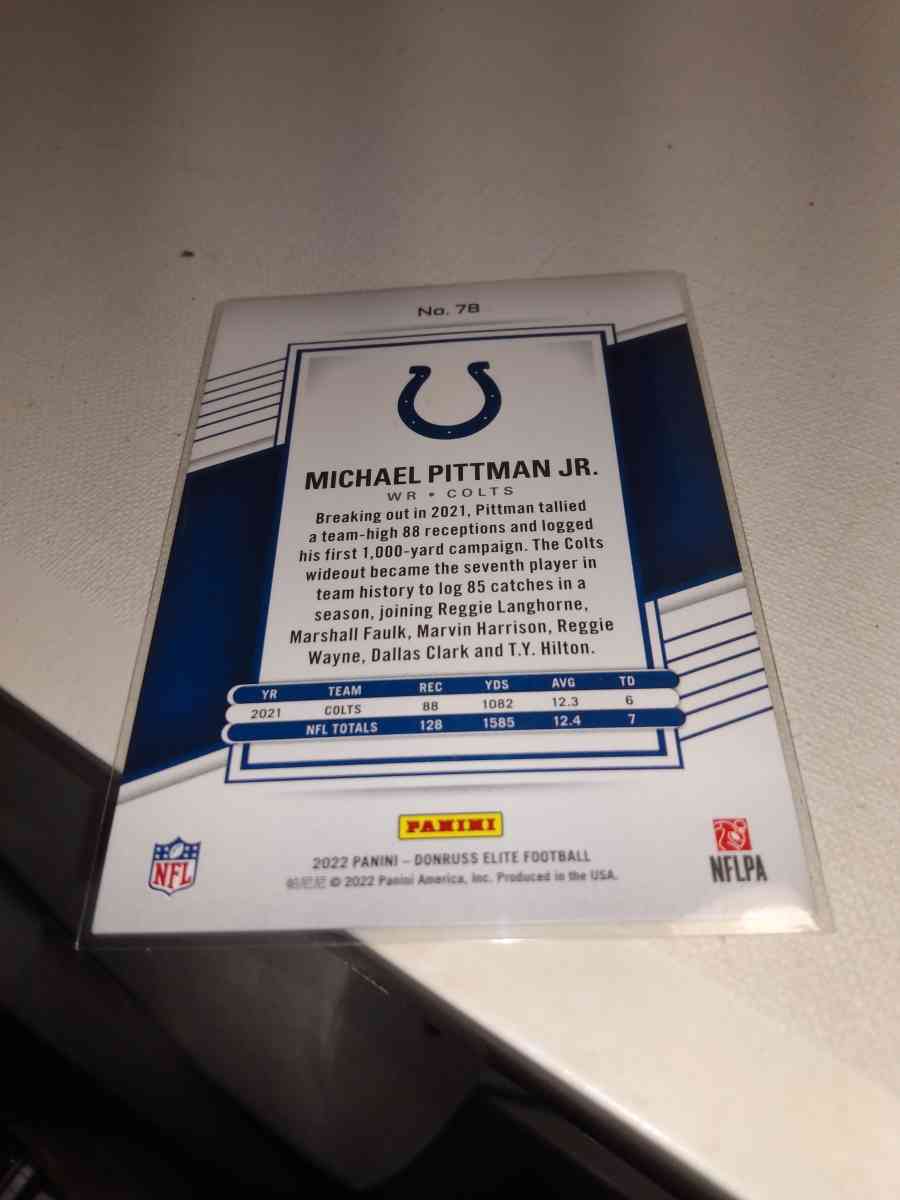 No. 78
MICHAEL PITTMAN JR.
WR • COLTS
Breaking out in 2021, Pittman tallied
a team-high 88 receptions and logged
his first 1,000-yard campaign. The Colts
wideout became the seventh player in
team history to log 85 catches in a
season, joining Reggie Langhorne,
Marshall Faulk, Marvin Harrison, Reggie
Wayne, Dallas Clark and T.Y. Hilton.
YR TEAM REC YDS AVG TD
2021 COLTS 88 1082 12.3 6
NFL TOTALS 128 1585 12.4 7
PANINI
2022 PANINI – DONRUSS ELITE FOOTBALL
帕尼尼 © 2022 Panini America, Inc. Produced in the USA.
NFL
NFLPA